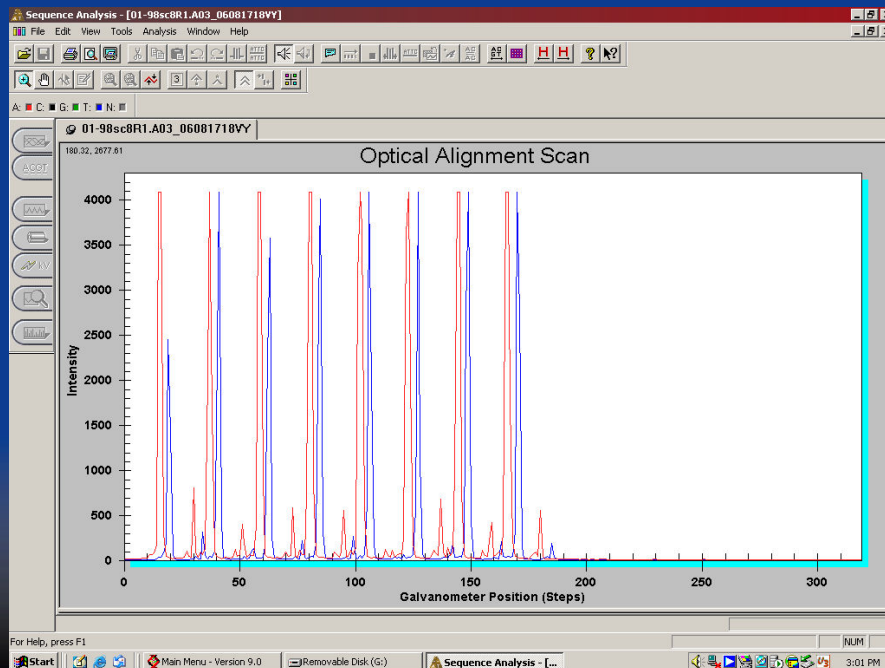 Sequence Analysis - [01-98sc8R1.A03_06081718VY]
File Edit View Tools Analysis Window Help
A: C: G: T: N:
01-98sc8R1.A03_06081718VY
180.32, 2677.61
Optical Alignment Scan
ACGT
kV
4000
3500
3000
2500
2000
1500
1000
500
0
Intensity
0 50 100 150 200 250 300
Galvanometer Position (Steps)
For Help, press F1
NUM
Start Main Menu - Version 9.0 Removable Disk (G:) Sequence Analysis - [... 3:01 PM